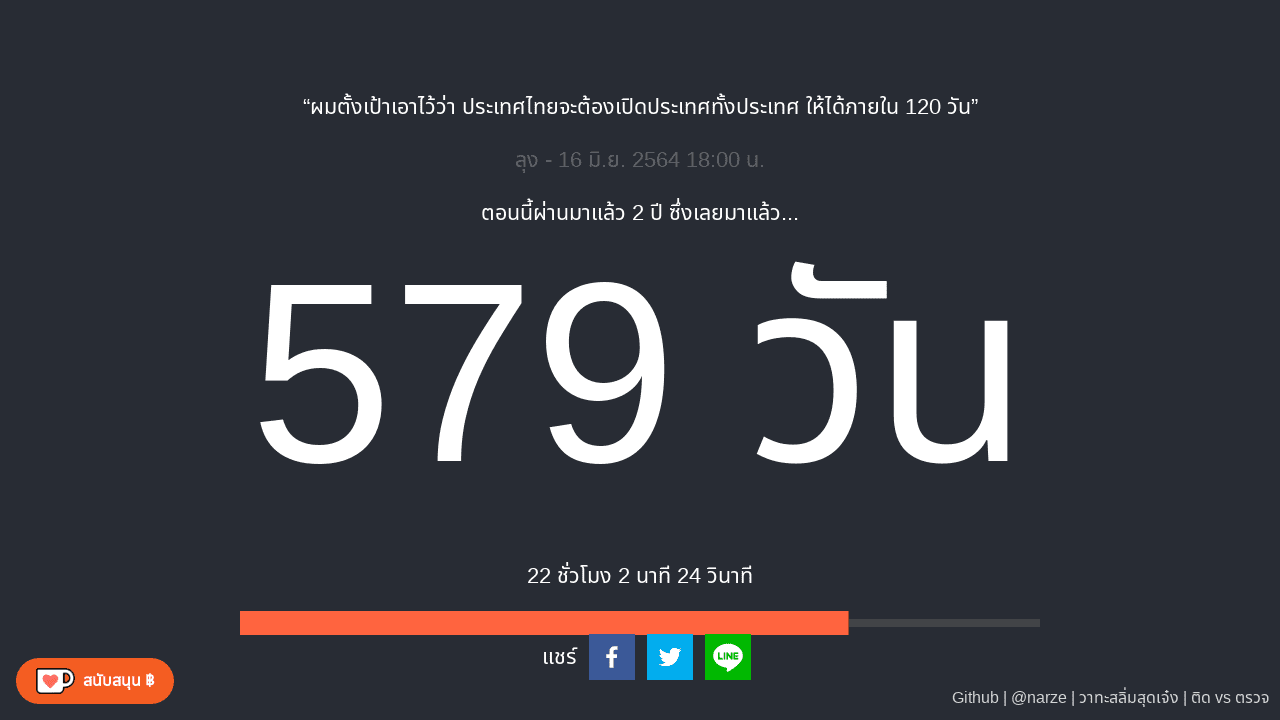 “ผมตั้งเป้าเอาไว้ว่า ประเทศไทยจะต้องเปิดประเทศทั้งประเทศ ให้ได้ภายใน 120 วัน”
ลุง - 16 มิ.ย. 2564 18:00 น.
ตอนนี้ผ่านมาแล้ว 2 ปี ซึ่งเลยมาแล้ว...
579 วัน
22 ชั่วโมง 2 นาที 24 วินาที
แชร์
LINE
สนับสนุน ฿
Github | @narze | วาทะสลิ่มสุดเจ๋ง | ติด vs ตรวจ